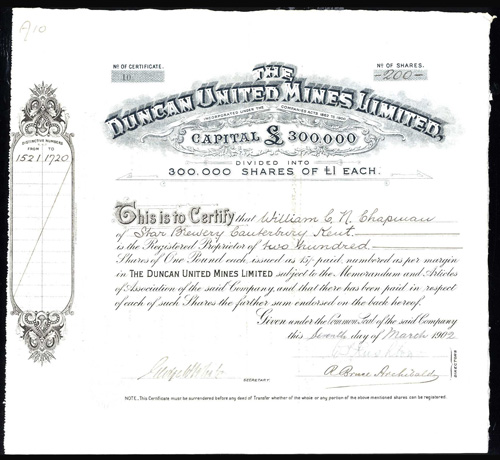 A10
No OF CERTIFICATE.
10
No OF SHARES.
-200-
THE
DUNCAN UNITED MINES LIMITED,
INCORPORATED UNDER THE COMPANIES ACTS 1862 TO 1900
CAPITAL £ 300,000
DIVIDED INTO
300,000 SHARES OF £1 EACH.
DISTINCTIVE NUMBERS
FROM TO
1521.1720
This is to Certify that William C. N. Chapman
of Star Brewery Canterbury Kent
is the Registered Proprietor of two hundred
Shares of One Pound each issued as 15/- paid, numbered as per margin
in THE DUNCAN UNITED MINES LIMITED subject to the Memorandum and Articles
of Association of the said Company, and that there has been paid in
respect of each of such Shares the further sum endorsed on the back hereof.
Given under the Common Seal of the said Company
this Seventh day of March 1902
SECRETARY
A. Bruce Archibald
DIRECTORS
NOTE. This Certificate must be surrendered before any deed of Transfer whether of the whole or any portion of the above mentioned shares can be registered.